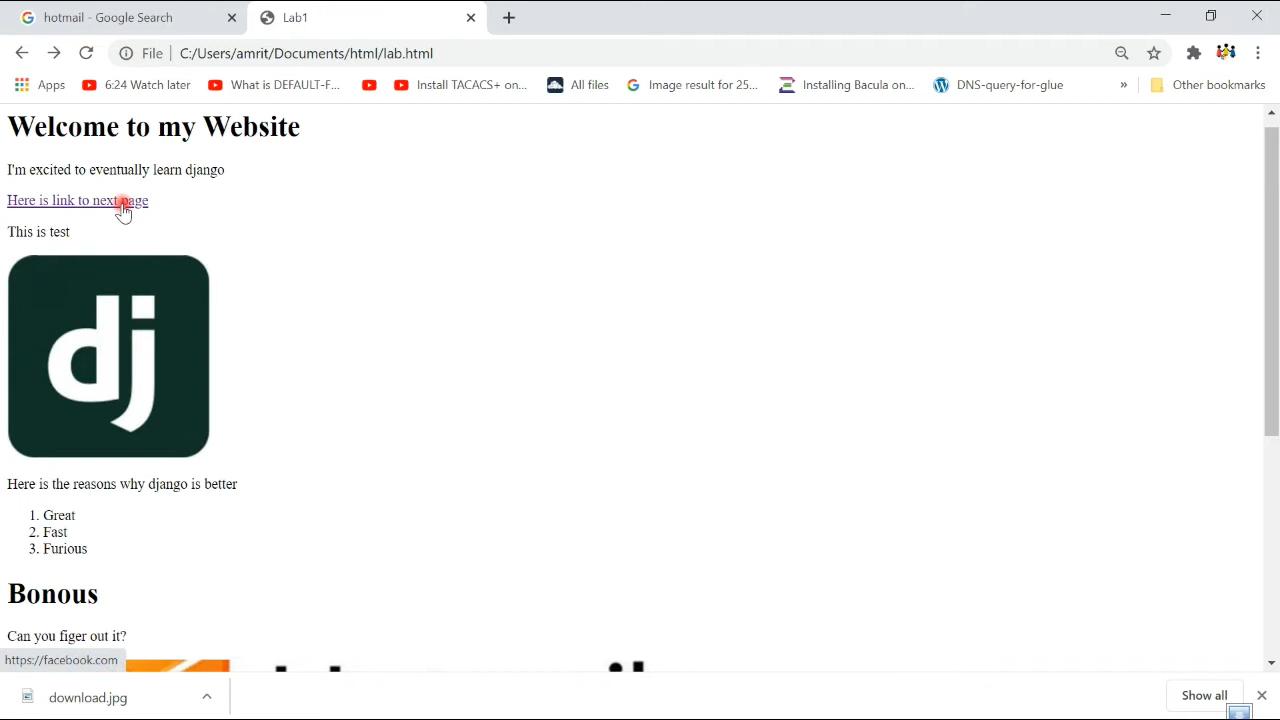 hotmail - Google Search
Lab1
File
C:/Users/amrit/Documents/html/lab.html
Apps
6:24 Watch later
What is DEFAULT-F...
Install TACACS+ on...
All files
Image result for 25...
Installing Bacula on...
DNS-query-for-glue
»
Other bookmarks
Welcome to my Website
I'm excited to eventually learn django
Here is link to next page
This is test
dj
Here is the reasons why django is better
1. Great
2. Fast
3. Furious
Bonous
Can you figer out it?
https://facebook.com
download.jpg
Show all